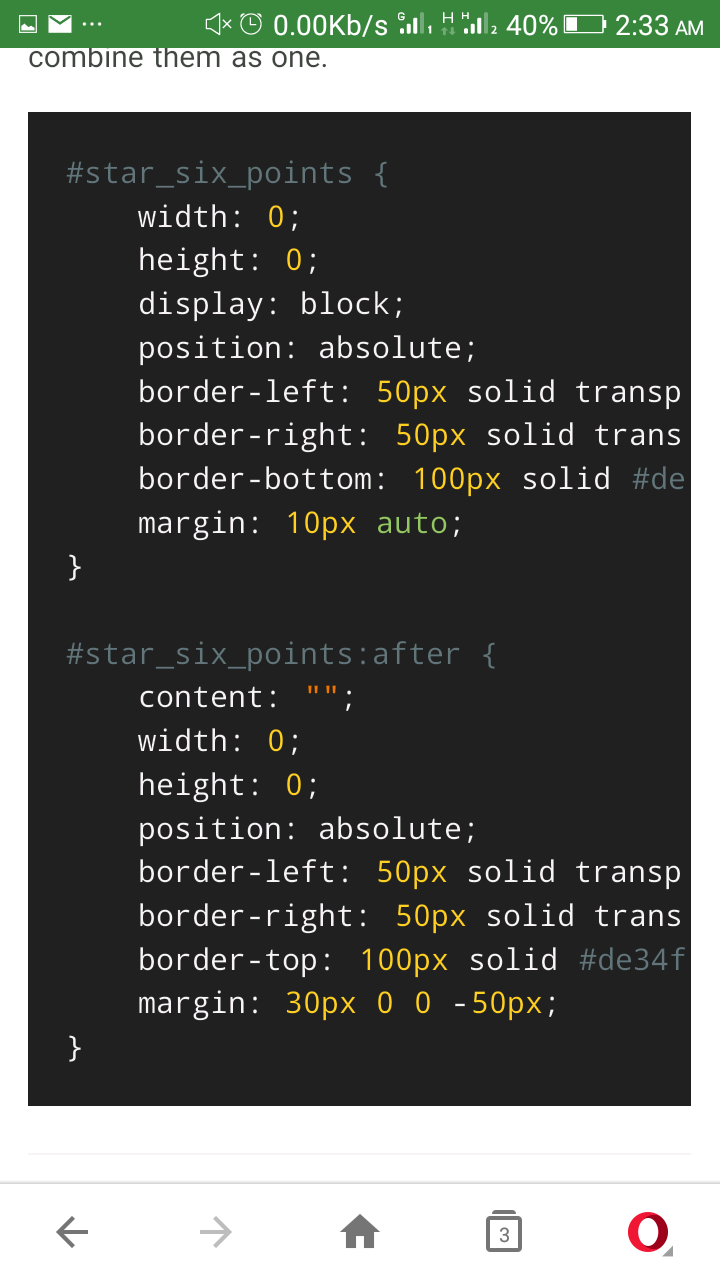 0.00Kb/s G 1 H H 2 40% 2:33 AM
combine them as one.
#star_six_points {
width: 0;
height: 0;
display: block;
position: absolute;
border-left: 50px solid transp
border-right: 50px solid trans
border-bottom: 100px solid #de
margin: 10px auto;
}
#star_six_points:after {
content: "";
width: 0;
height: 0;
position: absolute;
border-left: 50px solid transp
border-right: 50px solid trans
border-top: 100px solid #de34f
margin: 30px 0 0 -50px;
}
3